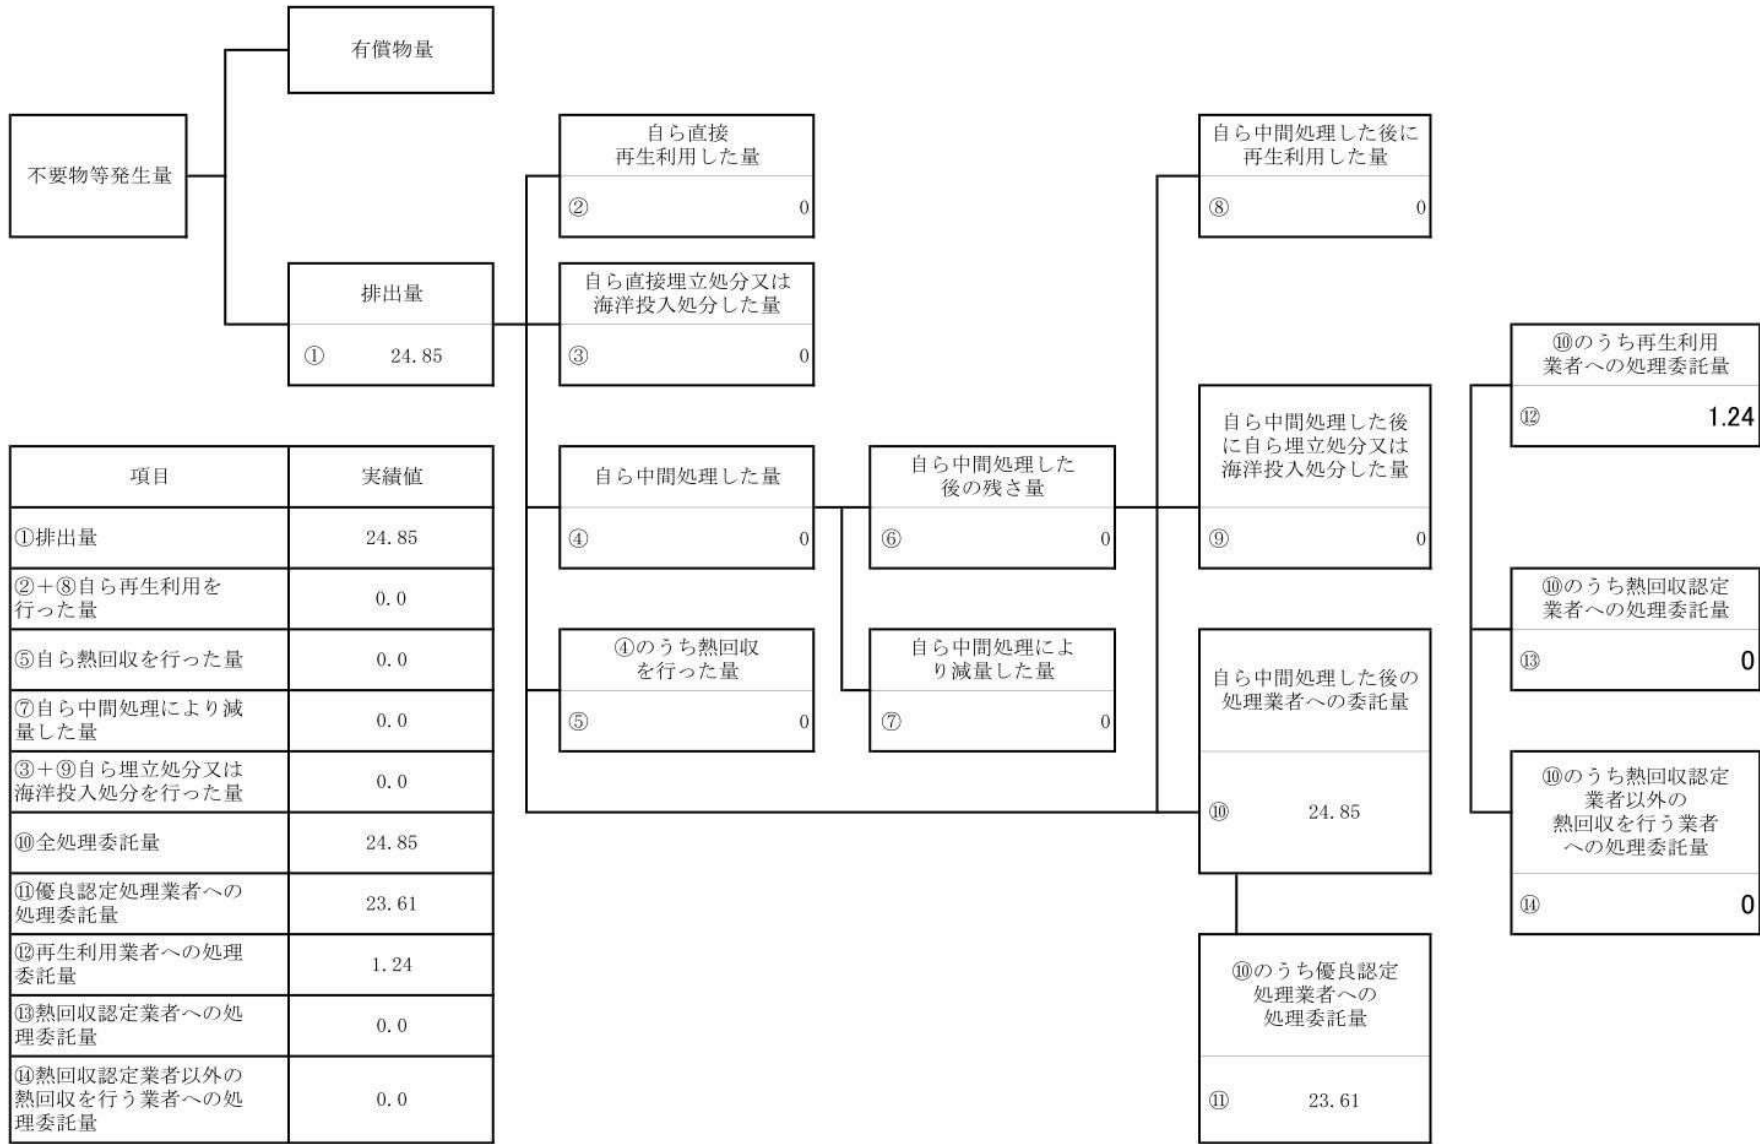 有償物量
不要物等発生量
排出量
① 24.85
自ら直接
再生利用した量
② 0
自ら直接埋立処分又は
海洋投入処分した量
③ 0
自ら中間処理した量
④ 0
④のうち熱回収
を行った量
⑤ 0
自ら中間処理した
後の残さ量
⑥ 0
自ら中間処理によ
り減量した量
⑦ 0
自ら中間処理した後に
再生利用した量
⑧ 0
自ら中間処理した後
に自ら埋立処分又は
海洋投入処分した量
⑨ 0
自ら中間処理した後の
処理業者への委託量
⑩ 24.85
⑩のうち優良認定
処理業者への
処理委託量
⑪ 23.61
⑩のうち再生利用
業者への処理委託量
⑫ 1.24
⑩のうち熱回収認定
業者への処理委託量
⑬ 0
⑩のうち熱回収認定
業者以外の
熱回収を行う業者
への処理委託量
⑭ 0
項目 実績値
①排出量 24.85
②＋⑧自ら再生利用を
行った量 0.0
⑤自ら熱回収を行った量 0.0
⑦自ら中間処理により減
量した量 0.0
③＋⑨自ら埋立処分又は
海洋投入処分を行った量 0.0
⑩全処理委託量 24.85
⑪優良認定処理業者への
処理委託量 23.61
⑫再生利用業者への処理
委託量 1.24
⑬熱回収認定業者への処
理委託量 0.0
⑭熱回収認定業者以外の
熱回収を行う業者への処
理委託量 0.0